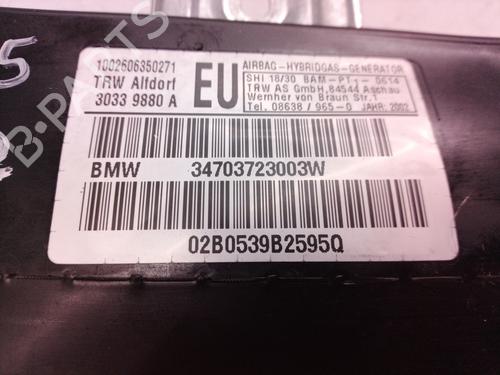 1002606350271
TRW Alfdorf
3033 9880 A
EU
AIRBAG-HYBRIDGAS-GENERATOR
SHI 18/30 BAM-PT1-0614
TRW AS GmbH, 84544 Aschau
Wernher von Braun Str.1
Tel. 08638/ 965-0 JAHR: 2002
BMW 34703723003W
02B0539B2595Q
B-PARTS